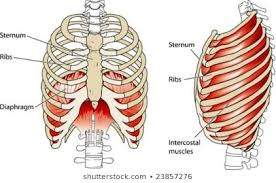 Sternum
Ribs
Diaphragm
Sternum
Ribs
Intercostal
muscles
shutterstock.com • 23857276